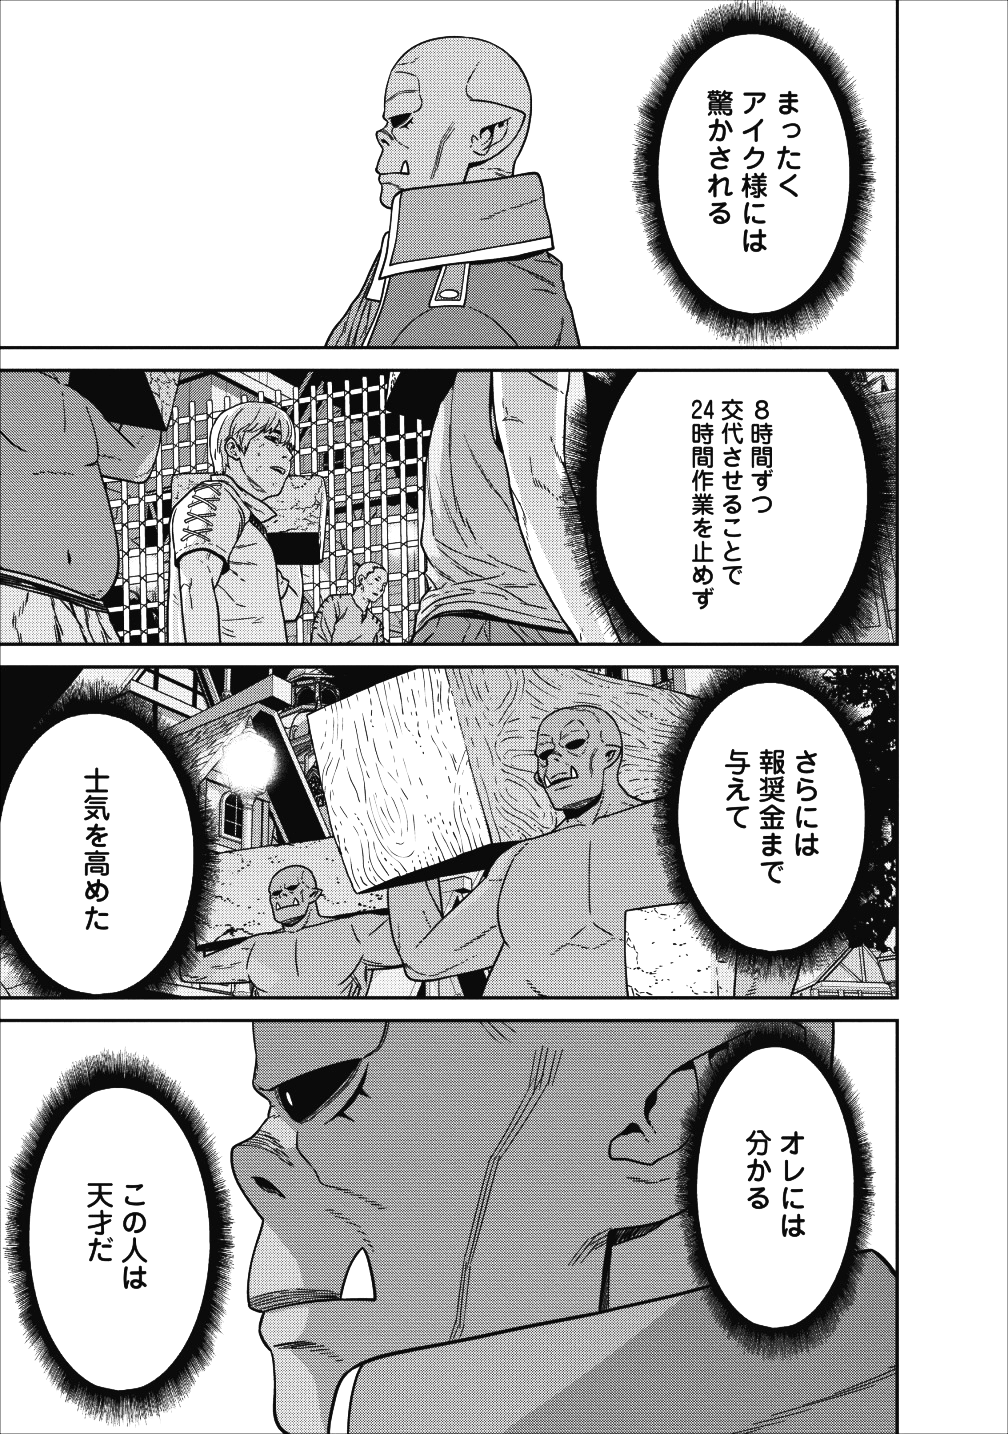 まったく
アイク様には
驚かされる
8時間ずつ
交代させることで
24時間作業を止めず
さらには
報奨金まで
与えて
士気を高めた
オレには
分かる
この人は
天才だ